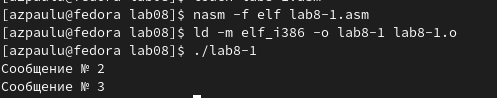 [azpaulu@fedora lab08]$ nasm -f elf lab8-1.asm
[azpaulu@fedora lab08]$ ld -m elf_i386 -o lab8-1 lab8-1.o
[azpaulu@fedora lab08]$ ./lab8-1
Сообщение № 2
Сообщение № 3